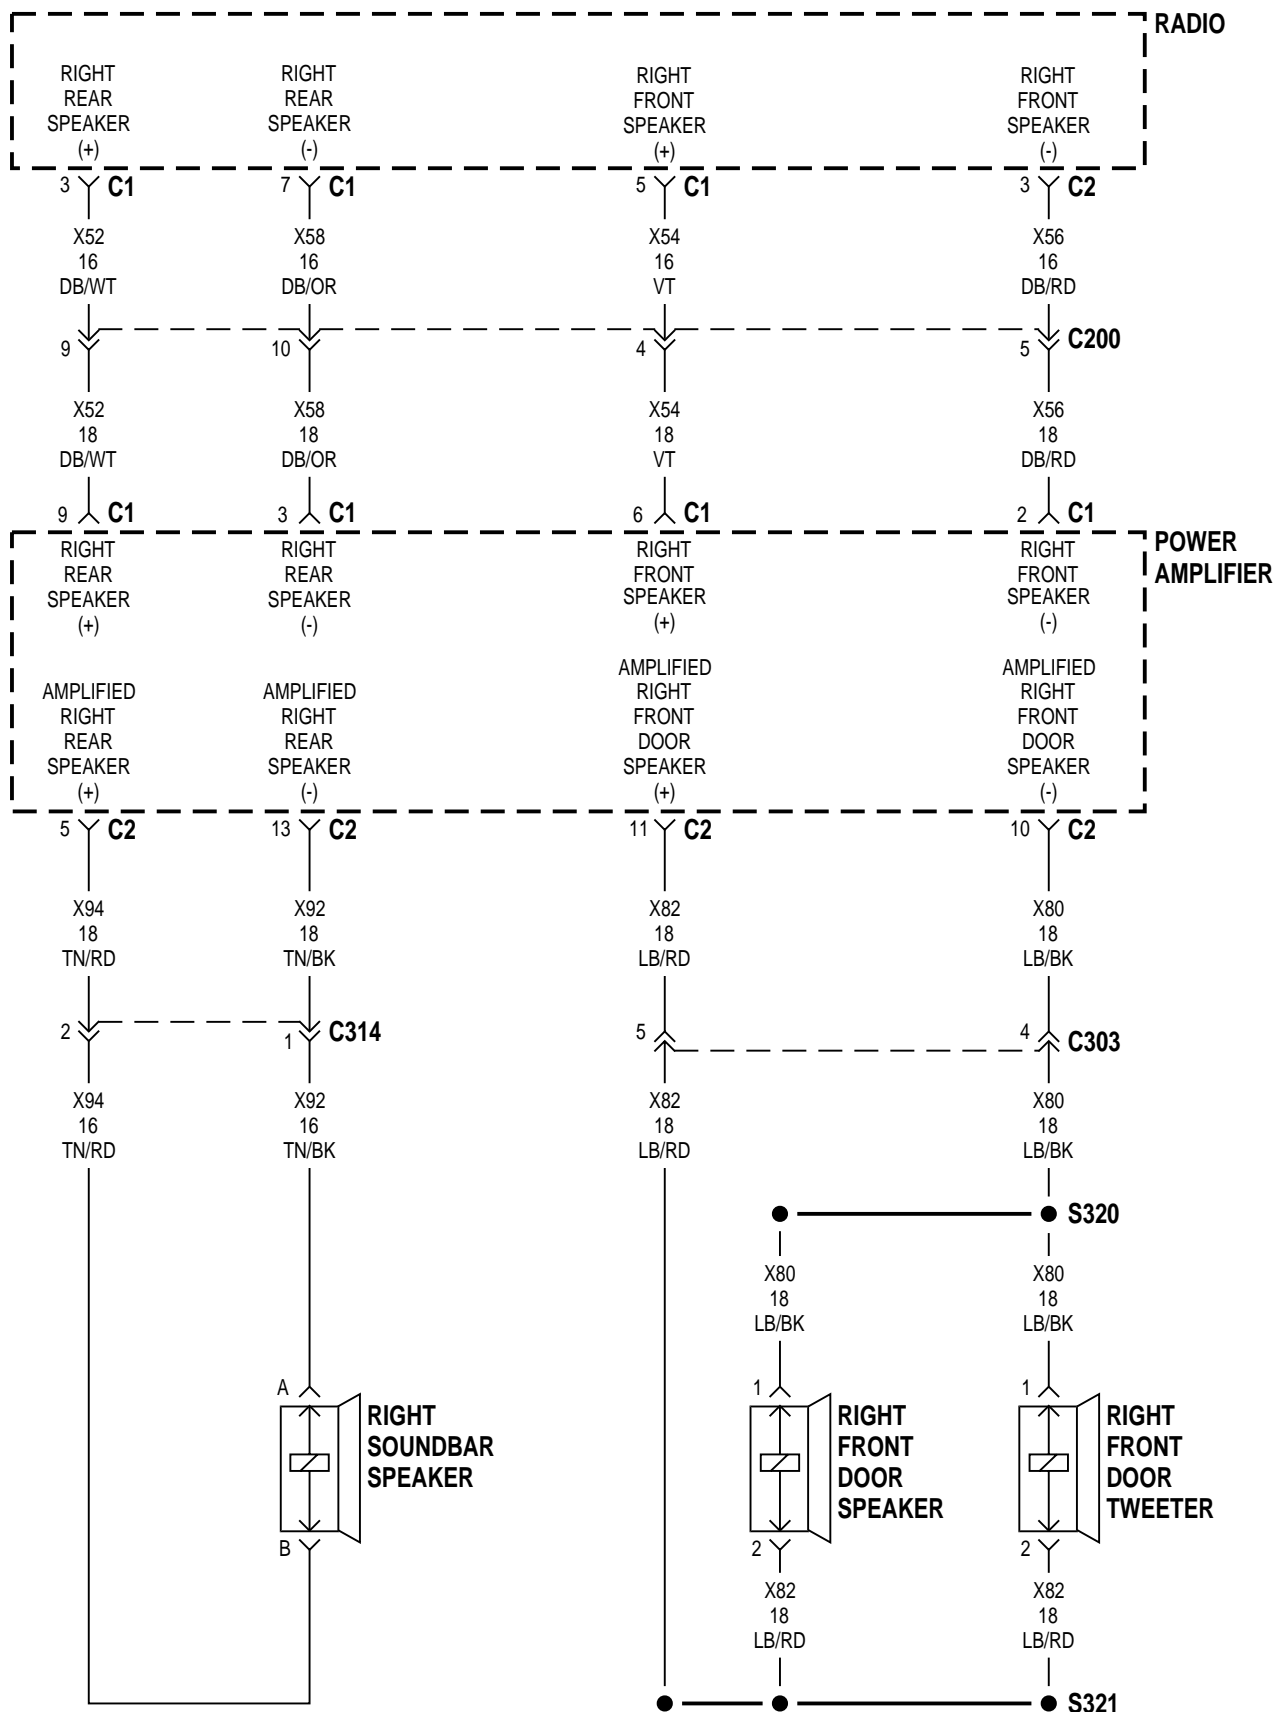 RADIO
RIGHT
REAR
SPEAKER
(+)
RIGHT
REAR
SPEAKER
(-)
RIGHT
FRONT
SPEAKER
(+)
RIGHT
FRONT
SPEAKER
(-)
3 C1
7 C1
5 C1
3 C2
X52
16
DB/WT
X58
16
DB/OR
X54
16
VT
X56
16
DB/RD
9
10
4
5
C200
X52
18
DB/WT
X58
18
DB/OR
X54
18
VT
X56
18
DB/RD
9 C1
3 C1
6 C1
2 C1
POWER
AMPLIFIER
RIGHT
REAR
SPEAKER
(+)
RIGHT
REAR
SPEAKER
(-)
RIGHT
FRONT
SPEAKER
(+)
RIGHT
FRONT
SPEAKER
(-)
AMPLIFIED
RIGHT
REAR
SPEAKER
(+)
AMPLIFIED
RIGHT
REAR
SPEAKER
(-)
AMPLIFIED
RIGHT
FRONT
DOOR
SPEAKER
(+)
AMPLIFIED
RIGHT
FRONT
DOOR
SPEAKER
(-)
5 C2
13 C2
11 C2
10 C2
X94
18
TN/RD
X92
18
TN/BK
X82
18
LB/RD
X80
18
LB/BK
2
1
C314
5
4
C303
X94
16
TN/RD
X92
16
TN/BK
X82
18
LB/RD
X80
18
LB/BK
S320
X80
18
LB/BK
X80
18
LB/BK
A
1
1
RIGHT
SOUNDBAR
SPEAKER
RIGHT
FRONT
DOOR
SPEAKER
RIGHT
FRONT
DOOR
TWEETER
B
2
2
X82
18
LB/RD
X82
18
LB/RD
S321